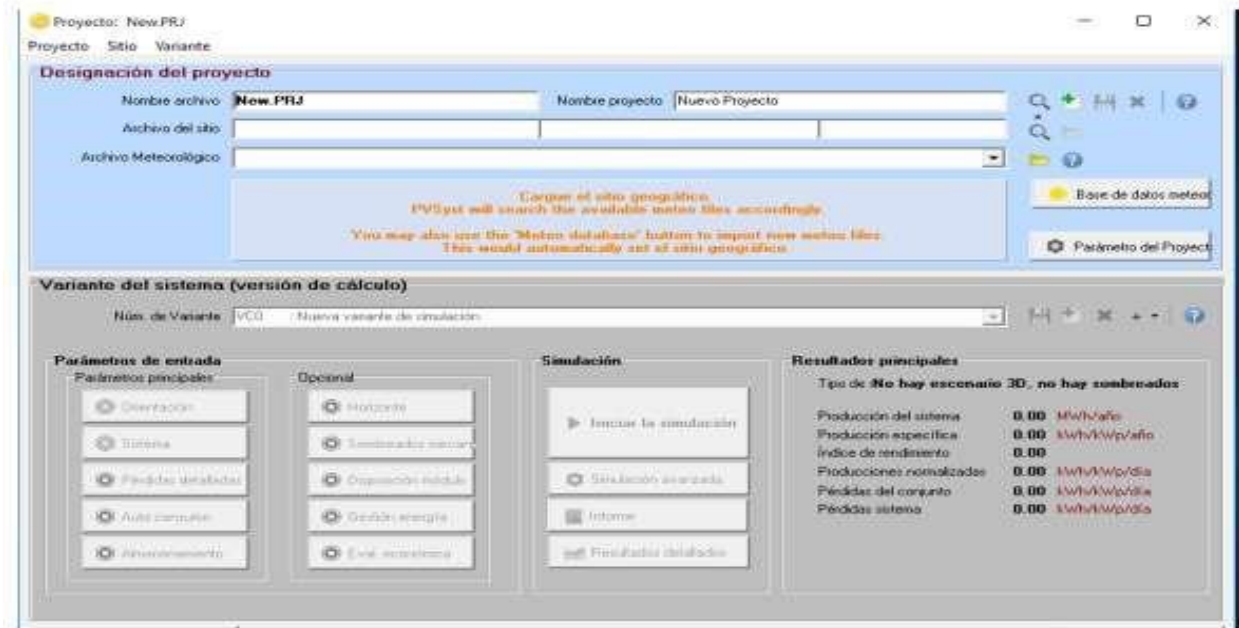 Proyecto: New.PRJ
Proyecto Sitio Variante
Designación del proyecto
Nombre archivo New.PRJ Nombre proyecto Nuevo Proyecto
Archivo del sitio
Archivo Meteorológico
Cargue el sitio geográfico.
PVSyst will search the available meteo files accordingly.
You may also use the "Meteo database" button to import new meteo files.
This would automatically set el sitio geográfico.
Base de datos meteor
Parámetro del Proyect
Variante del sistema (versión de cálculo)
Núm. de Variante VC0 : Nueva variante de simulación
Parámetros de entrada
Parámetros principales
Orientación
Sistema
Pérdidas detalladas
Auto consumo
Almacenamiento
Opcional
Horizonte
Sombreados cercan
Disposición módulo
Gestión energía
Eval. económica
Simulación
Iniciar la simulación
Simulación avanzada
Informe
Resultados detallados
Resultados principales
Tipo de :No hay escenario 3D, no hay sombreados
Producción del sistema 0.00 MWh/año
Producción específica 0.00 kWh/kWp/año
Índice de rendimiento 0.00
Producciones normalizadas 0.00 kWh/kWp/día
Pérdidas del conjunto 0.00 kWh/kWp/día
Pérdidas sistema 0.00 kWh/kWp/día